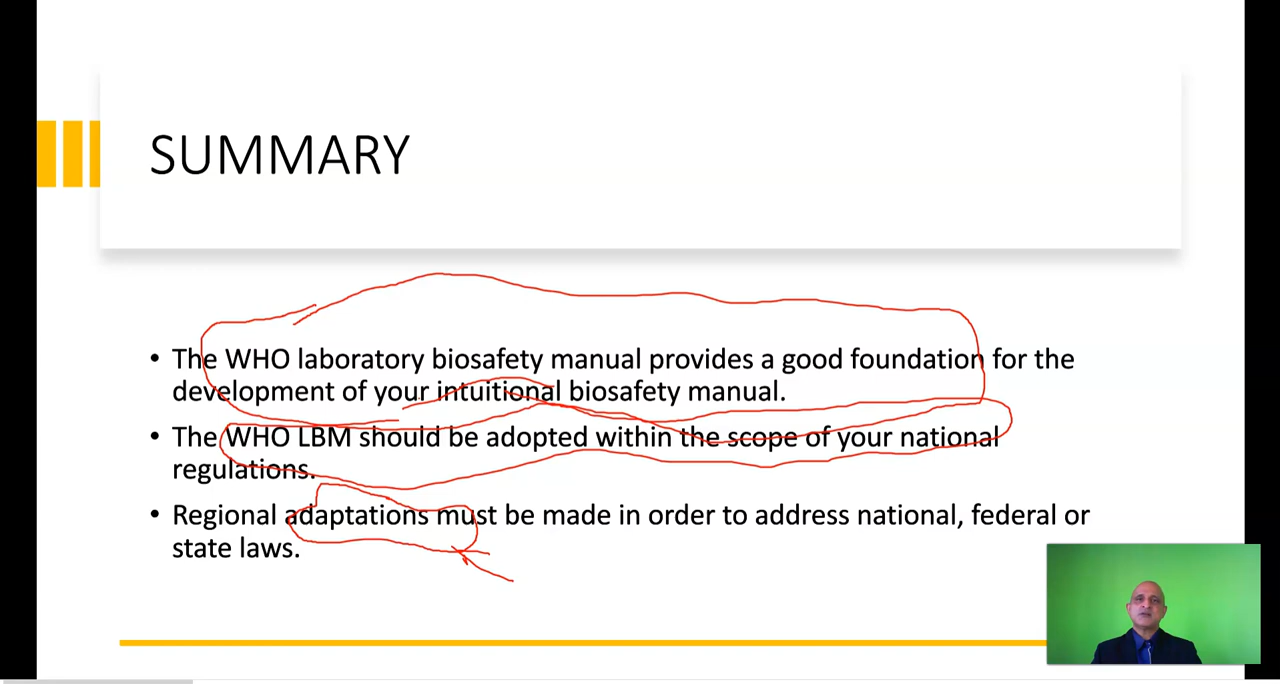 SUMMARY
• The WHO laboratory biosafety manual provides a good foundation for the
development of your intuitional biosafety manual.
• The WHO LBM should be adopted within the scope of your national
regulations.
• Regional adaptations must be made in order to address national, federal or
state laws.